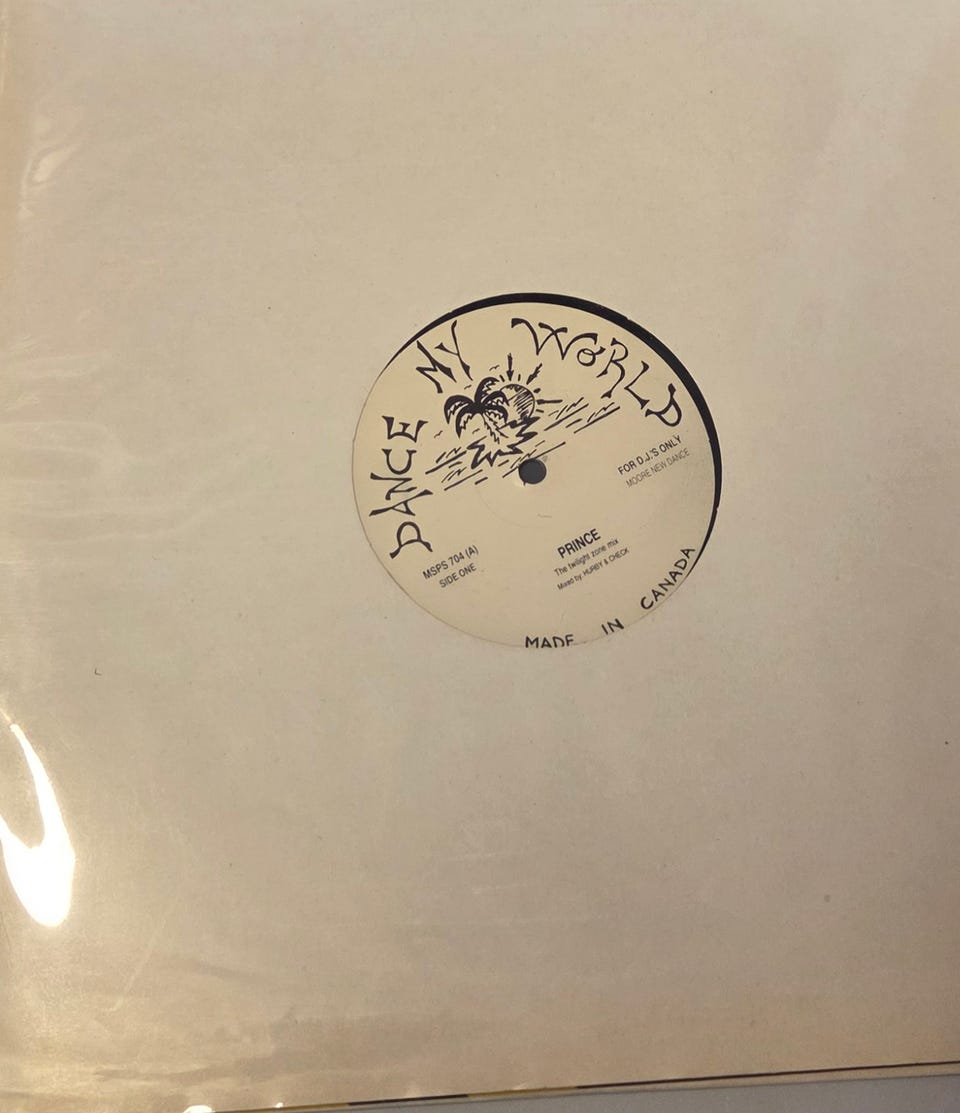 DANCE MY WORLD
FOR D.J.'S ONLY
MOORE NEW DANCE
MSPS 704 (A)
SIDE ONE
PRINCE
The twilight zone mix
Mixed by: HURBY & CHECK
MADE IN CANADA